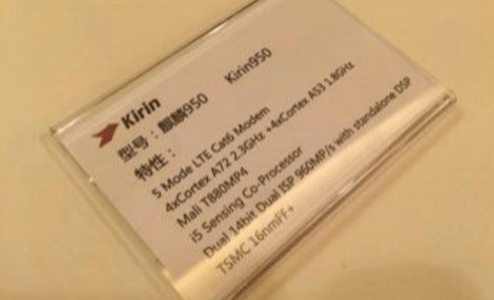 Kirin
型号：麒麟950 Kirin950
特性：
5 Mode LTE Cat6 Modem
4xCortex A72 2.3GHz +4xCortex A53 1.8GHz
Mali T880MP4
i5 Sensing Co-Processor
Dual 14bit Dual ISP 960MP/s with standalone DSP
TSMC 16nmFF+